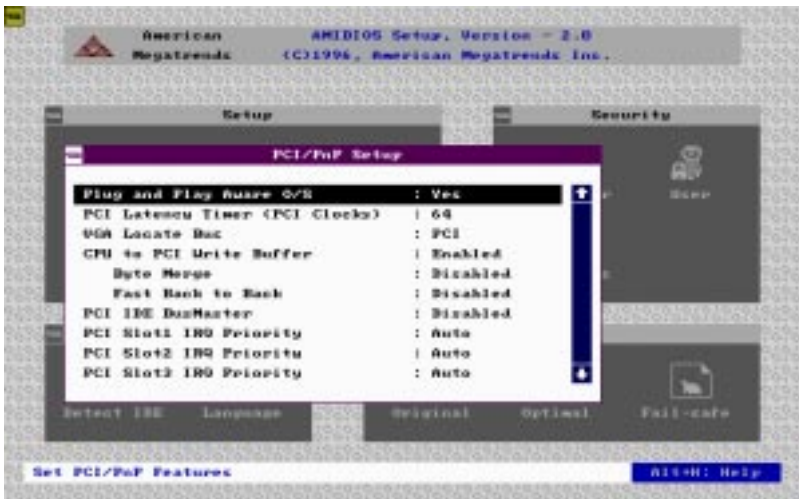 American
Megatrends
AMIBIOS Setup, Version - 2.0
(C)1996, American Megatrends Inc.
Setup
Security
PCI/PnP Setup
Plug and Play Aware O/S : Yes
PCI Latency Timer (PCI Clocks) : 64
VGA Locate Bus : PCI
CPU to PCI Write Buffer : Enabled
Byte Merge : Disabled
Fast Back to Back : Disabled
PCI IDE BusMaster : Disabled
PCI Slot1 IRQ Priority : Auto
PCI Slot2 IRQ Priority : Auto
PCI Slot3 IRQ Priority : Auto
User
Detect IDE
Language
Original
Optimal
Fail-safe
Set PCI/PnP Features
Alt+H: Help